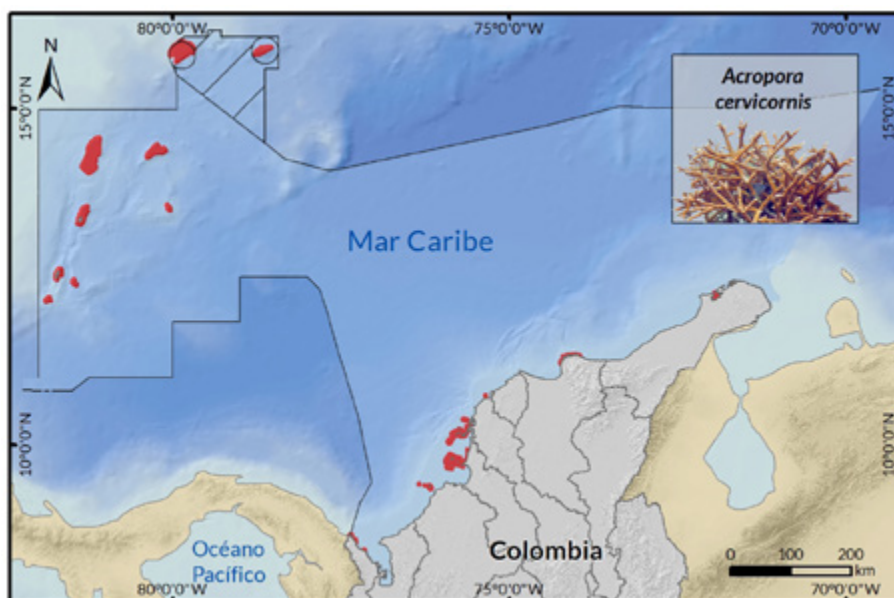 80°0'0"W
75°0'0"W
70°0'0"W
N
Acropora
cervicornis
15°0'0"N
15°0'0"N
Mar Caribe
10°0'0"N
10°0'0"N
Océano
Pacífico
Colombia
0 100 200
km
80°0'0"W
75°0'0"W
70°0'0"W